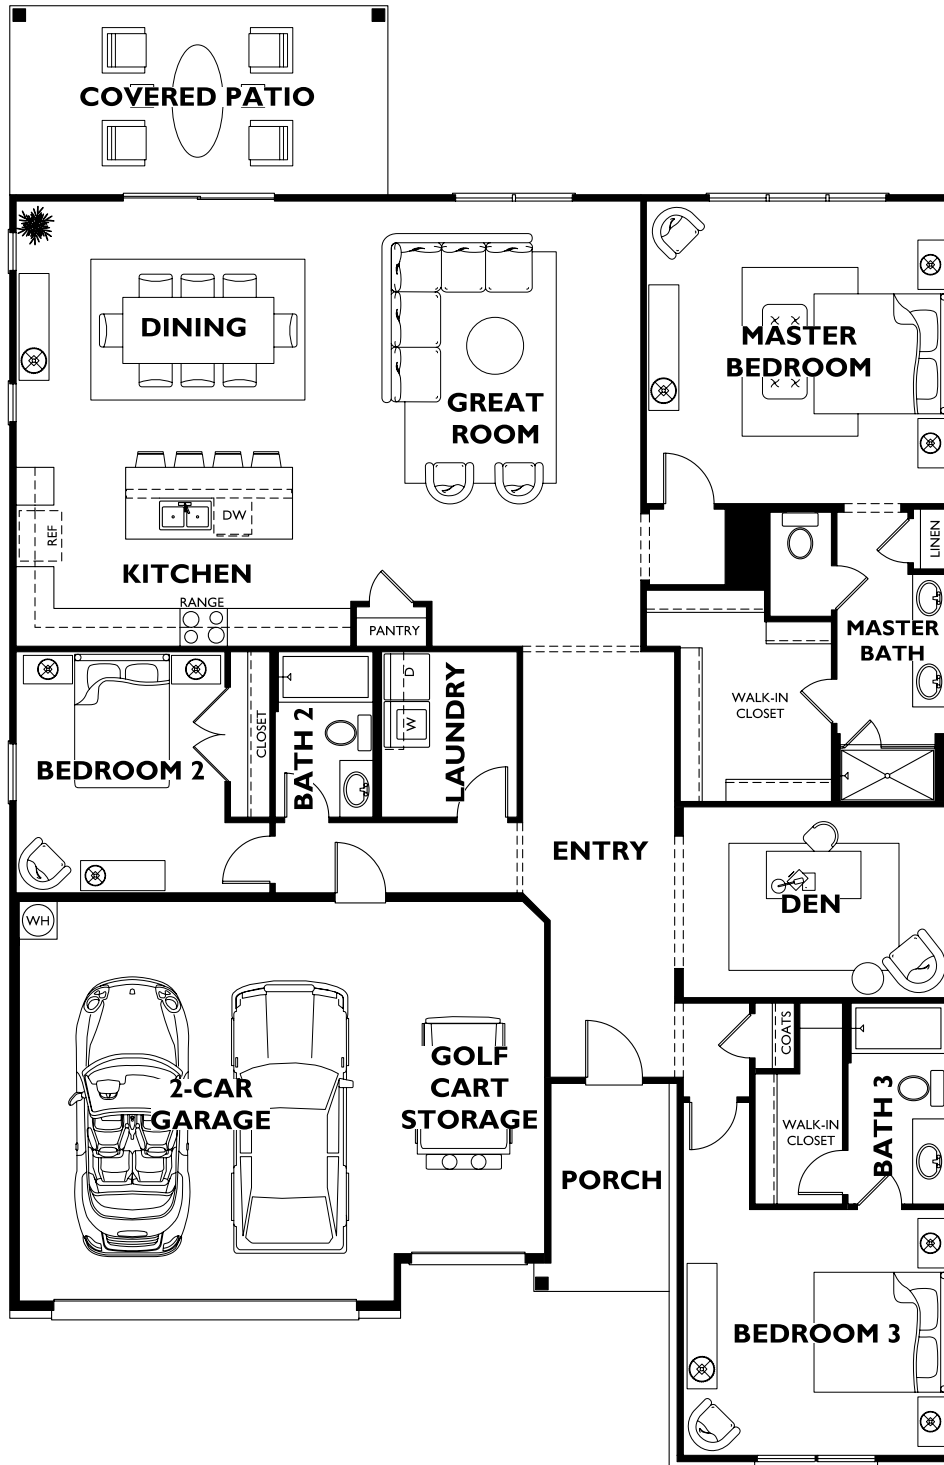 COVERED PATIO
DINING
MASTER
BEDROOM
GREAT
ROOM
DW
REF
LINEN
KITCHEN
RANGE
PANTRY
MASTER
BATH
D
W
LAUNDRY
CLOSET
BATH 2
WALK-IN
CLOSET
BEDROOM 2
ENTRY
DEN
WH
COATS
GOLF
CART
STORAGE
2-CAR
GARAGE
WALK-IN
CLOSET
BATH 3
PORCH
BEDROOM 3